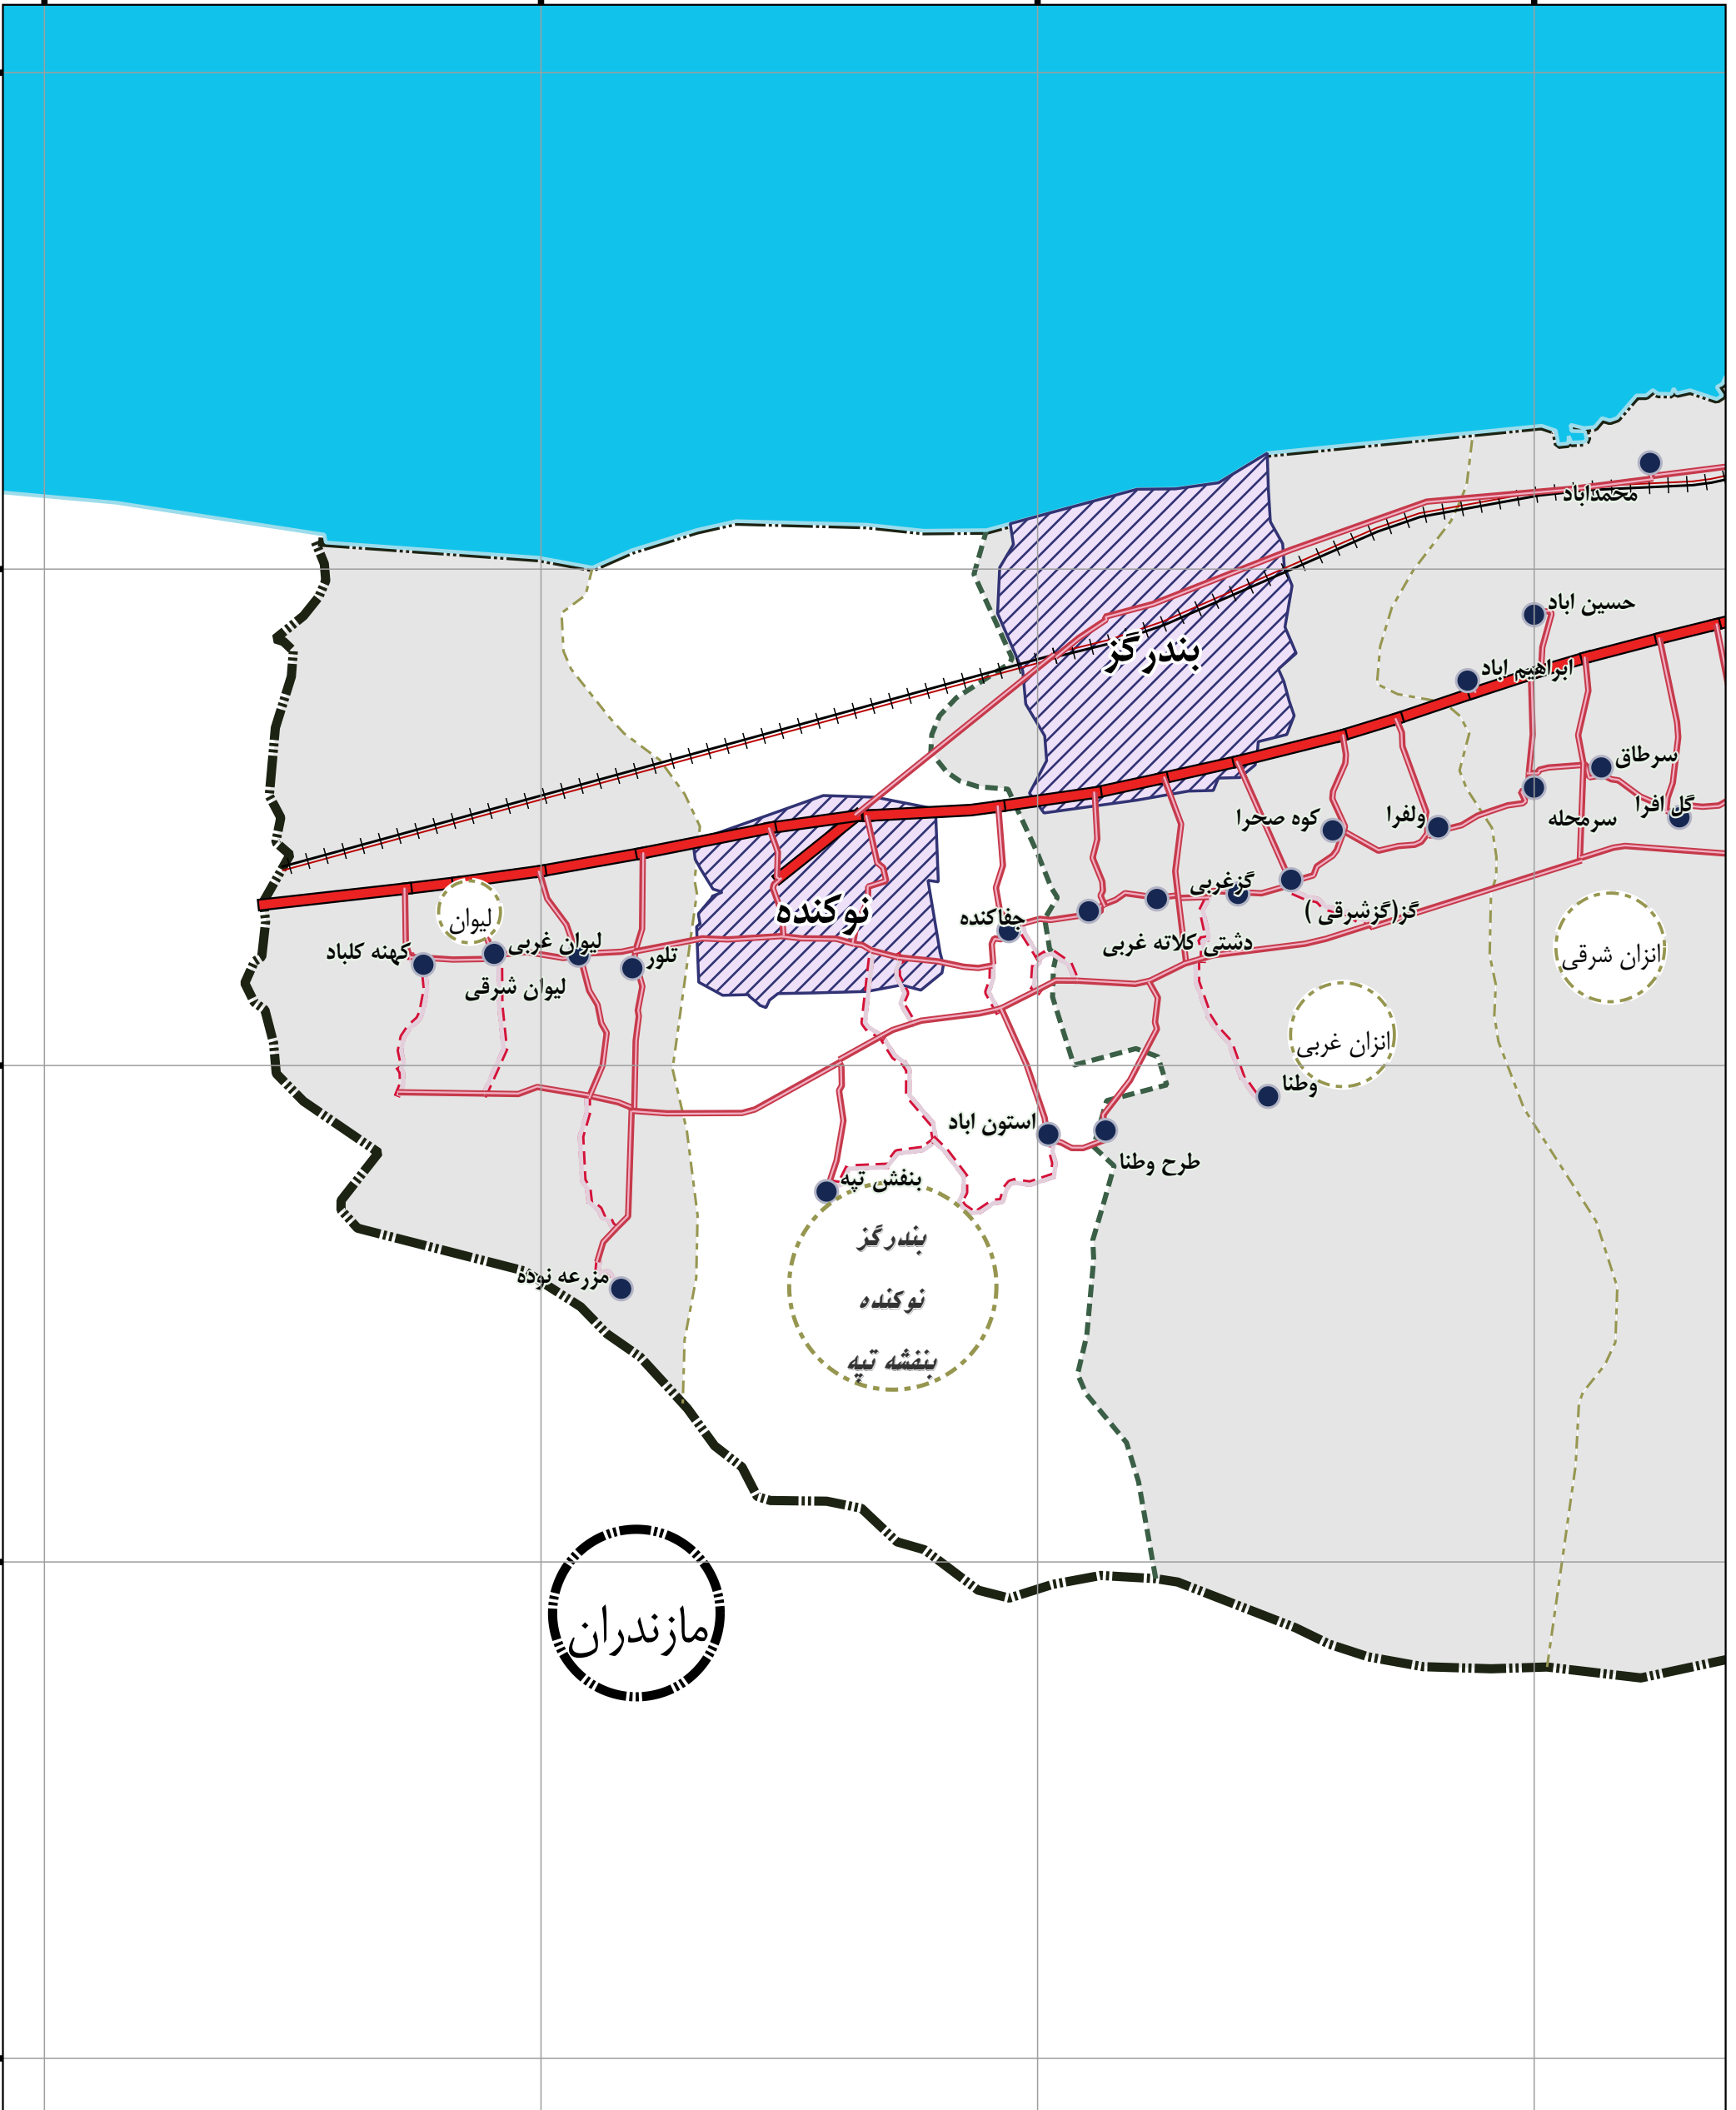 محمداباد
حسین اباد
بندرگز
ابراهیم اباد
سرطاق
گل افرا
ولفرا
کوه صحرا
سرمحله
گزغربی
گز(گزشرقی )
نوکنده
جفاکنده
لیوان
دشتی کلاته غربی
لیوان غربی
کهنه کلباد
تلور
انزان شرقی
لیوان شرقی
انزان غربی
وطنا
استون اباد
طرح وطنا
بنفش تپه
بندرگز
نوکنده
بنفشه تپه
مزرعه نوده
مازندران